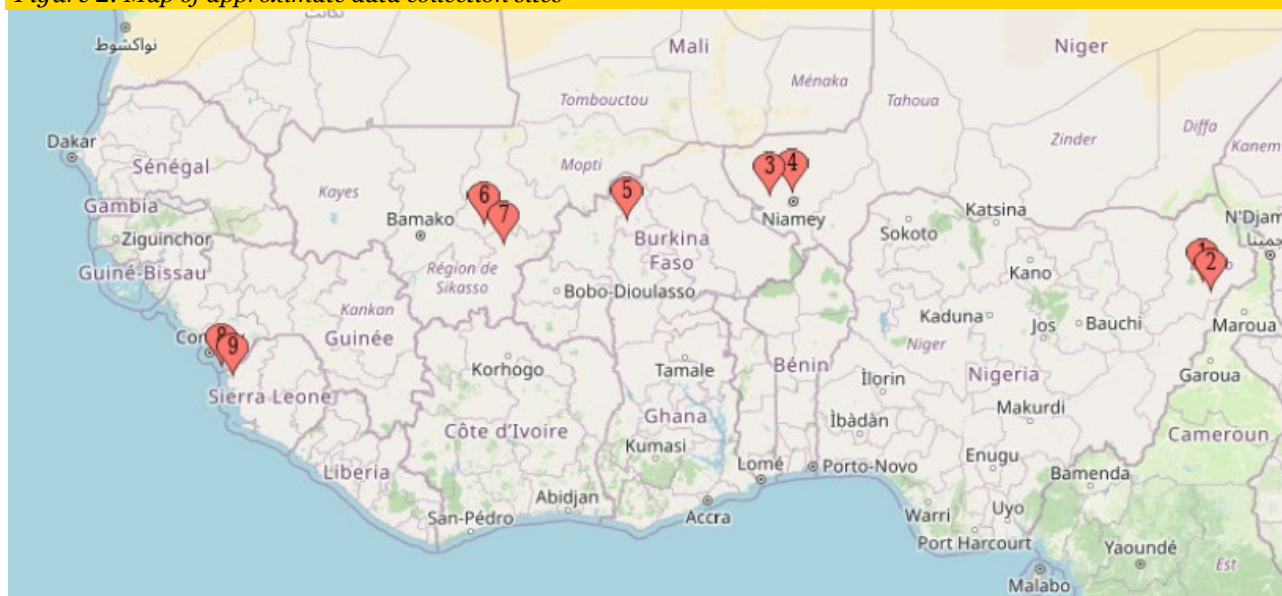 Figure 2. Map of approximate data collection sites
نواكشوط
Mali
Niger
Ménaka
Tombouctou
Tahoua
Dakar
Zinder
Diffa
Kanem
Sénégal
Mopti
3
4
Kayes
5
6
Gambia
Bamako
7
Niamey
Katsina
Sokoto
N'Djam
Ziguinchor
Burkina
Faso
Kano
1
2
Guiné-Bissau
Région de
Sikasso
Bobo-Dioulasso
Kankan
Kaduna
Jos
Bauchi
Maroua
8
9
Guinée
Niger
Korhogo
Tamale
Bénin
Ìlorin
Nigeria
Garoua
Sierra Leone
Makurdi
Ghana
Ìbàdàn
Côte d'Ivoire
Cameroun
Kumasi
Liberia
Lomé
Porto-Novo
Enugu
Bamenda
Abidjan
San-Pédro
Accra
Warri
Uyo
Port Harcourt
Yaoundé
Est
Malabo